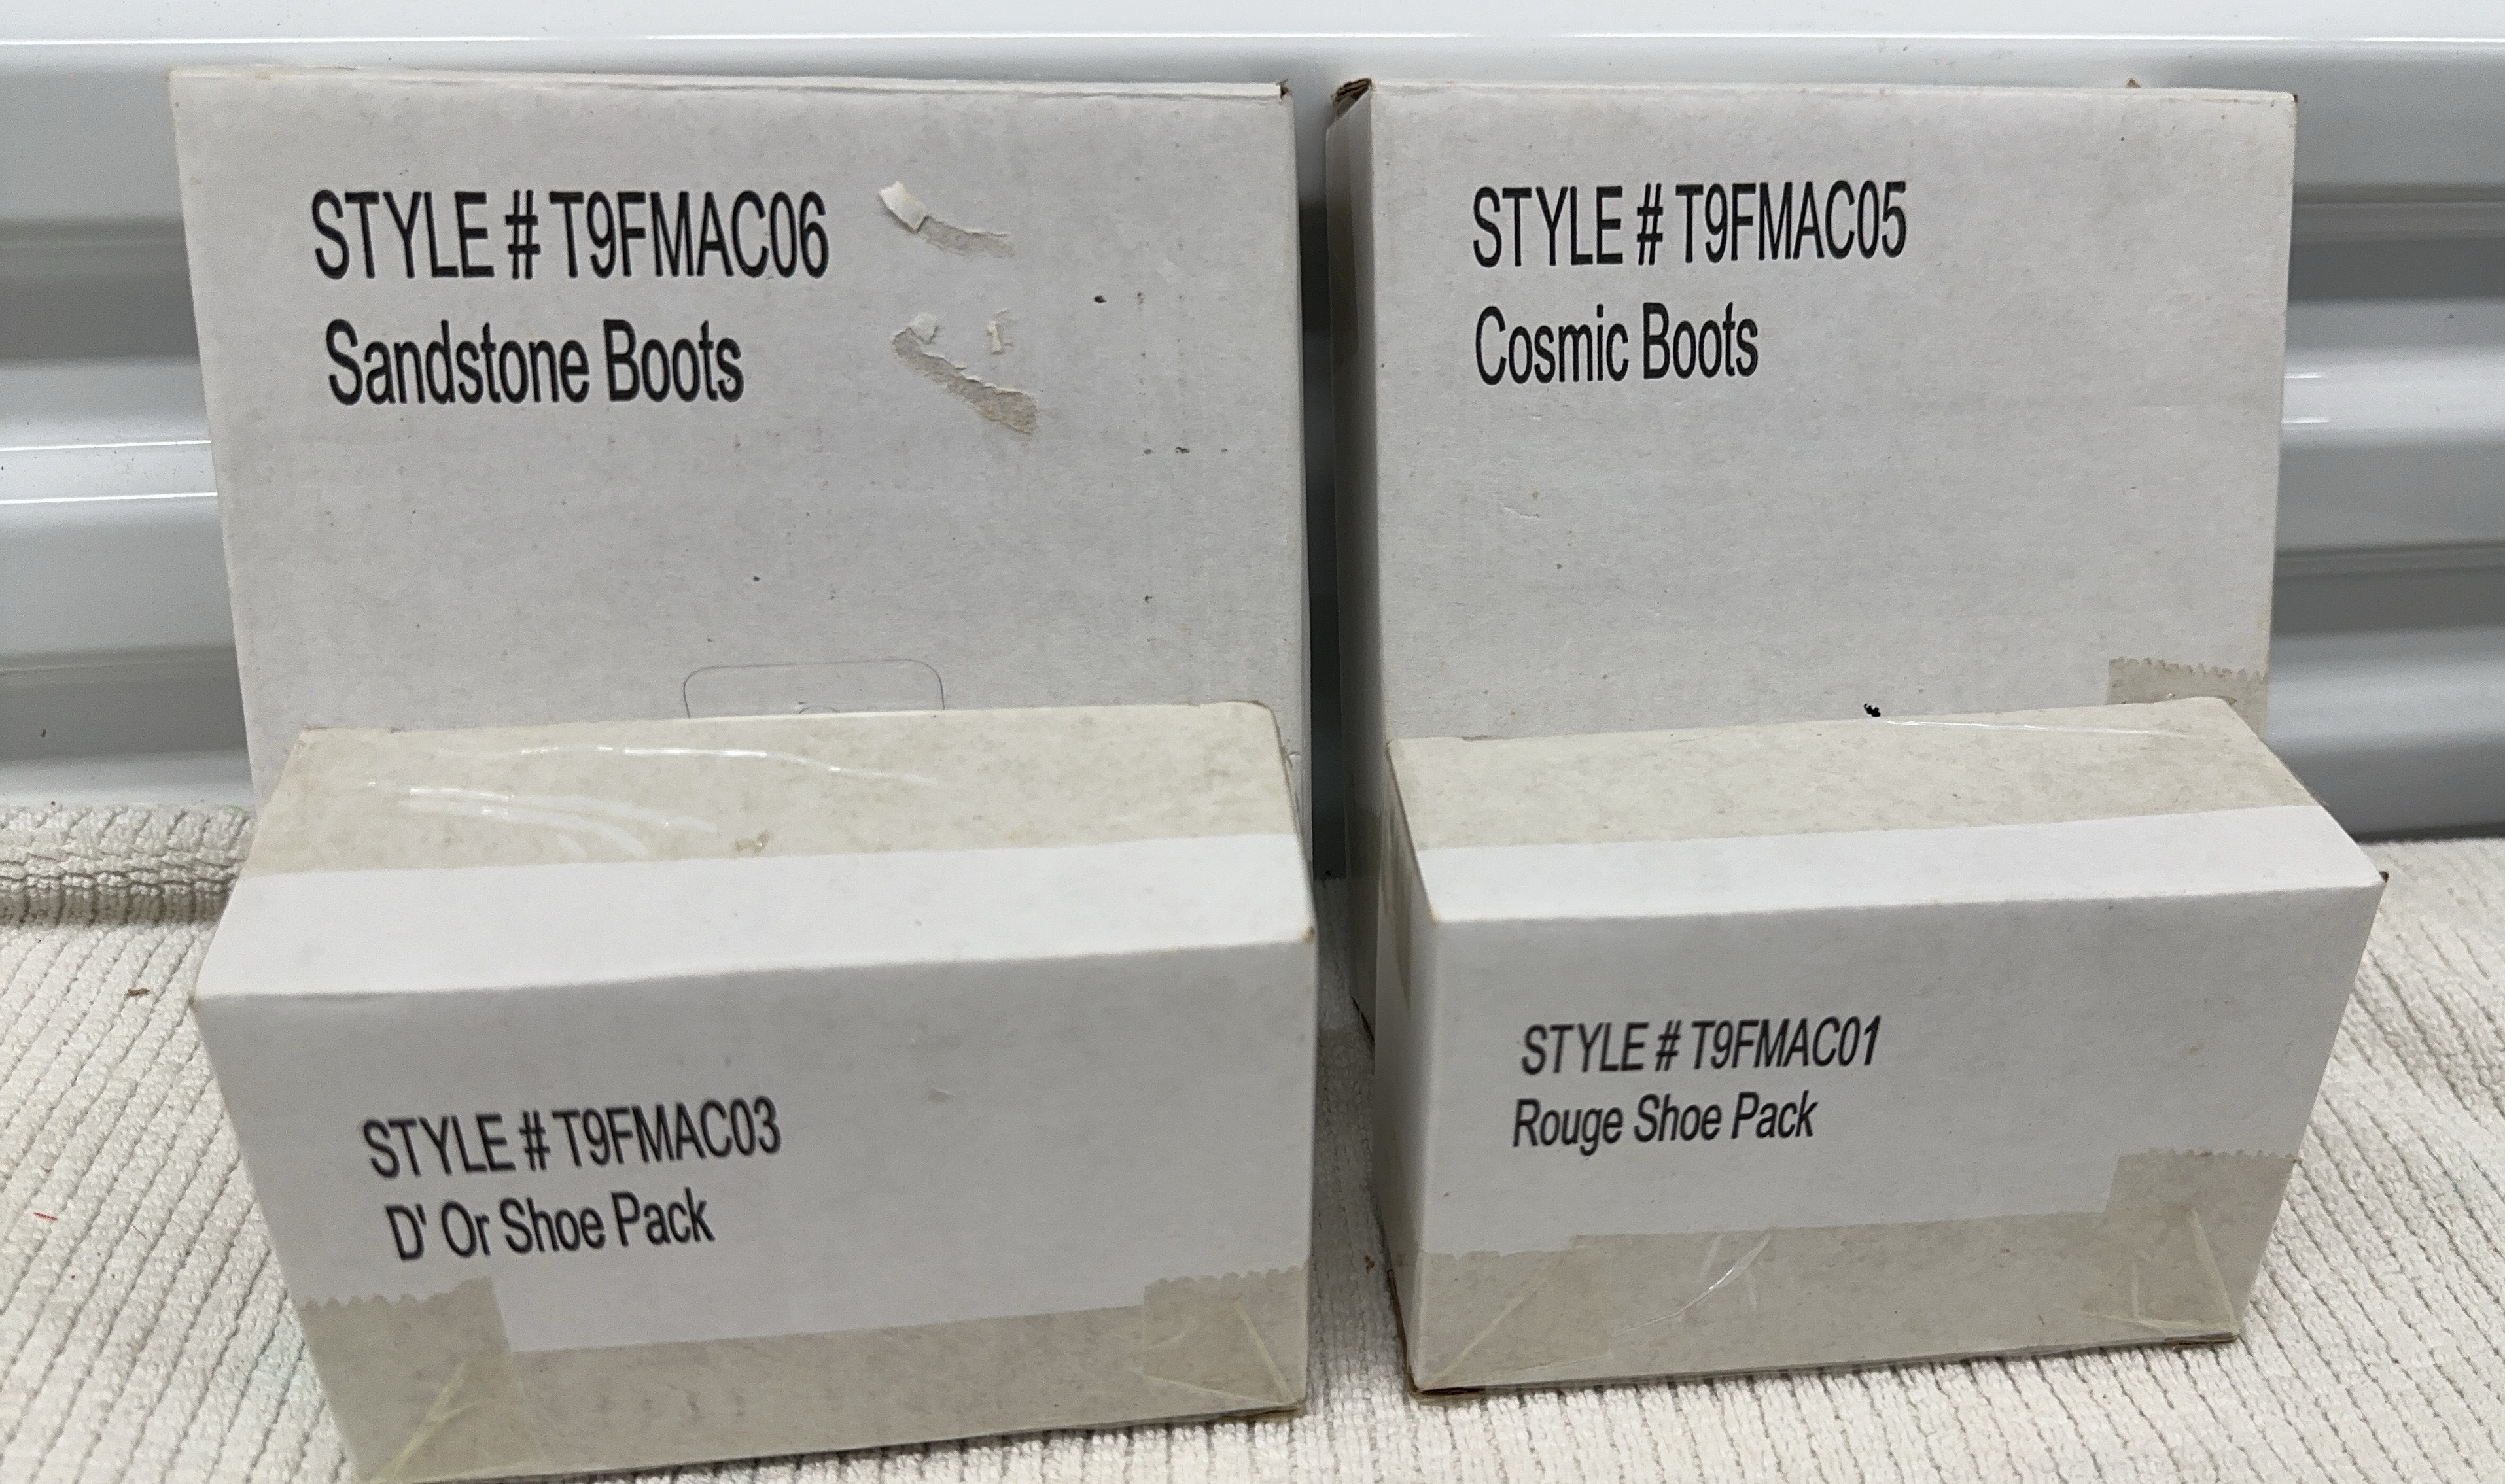 STYLE # T9FMAC06
Sandstone Boots
STYLE # T9FMAC05
Cosmic Boots
STYLE # T9FMAC03
D' Or Shoe Pack
STYLE # T9FMAC01
Rouge Shoe Pack